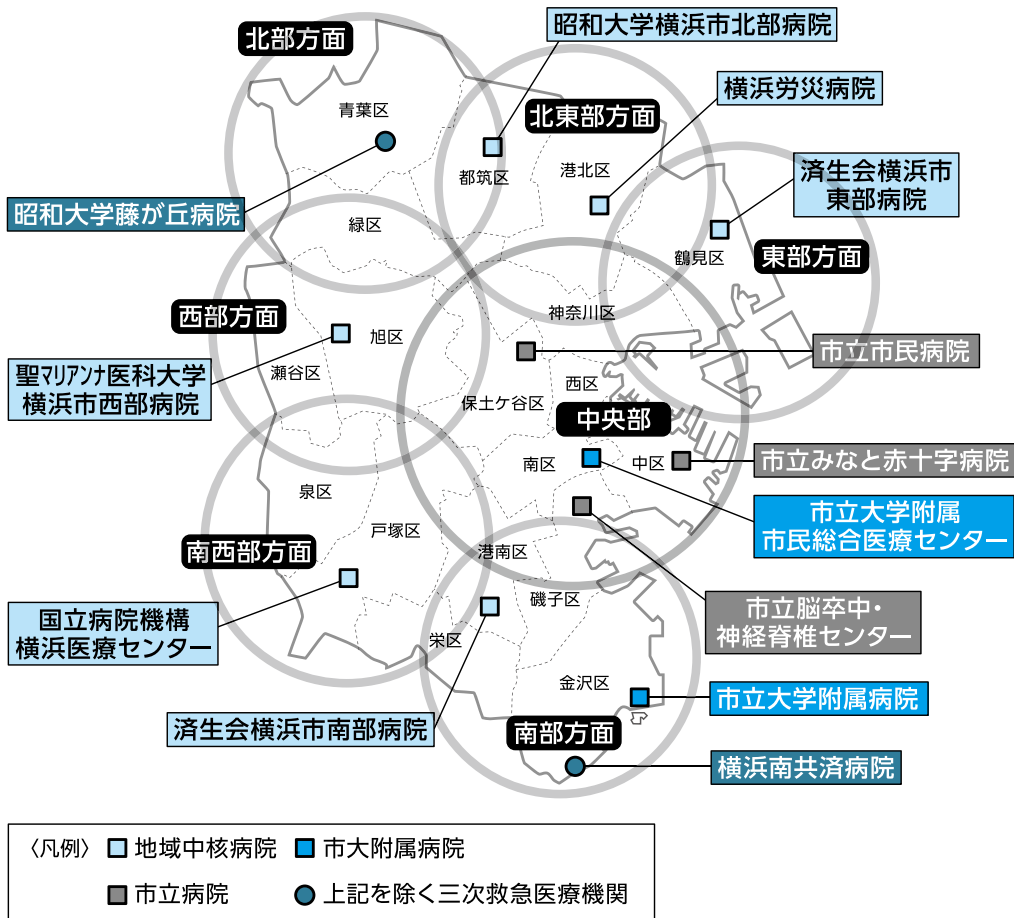 昭和大学横浜市北部病院
北部方面
横浜労災病院
青葉区
北東部方面
都筑区
港北区
済生会横浜市
東部病院
昭和大学藤が丘病院
緑区
鶴見区
東部方面
西部方面
神奈川区
旭区
市立市民病院
聖マリアンナ医科大学
横浜市西部病院
瀬谷区
西区
保土ケ谷区
中央部
南区
中区
市立みなと赤十字病院
泉区
市立大学附属
市民総合医療センター
戸塚区
南西部方面
港南区
磯子区
国立病院機構
横浜医療センター
市立脳卒中・
神経脊椎センター
栄区
金沢区
市立大学附属病院
済生会横浜市南部病院
南部方面
横浜南共済病院
〈凡例〉 地域中核病院 市大附属病院
市立病院 上記を除く三次救急医療機関